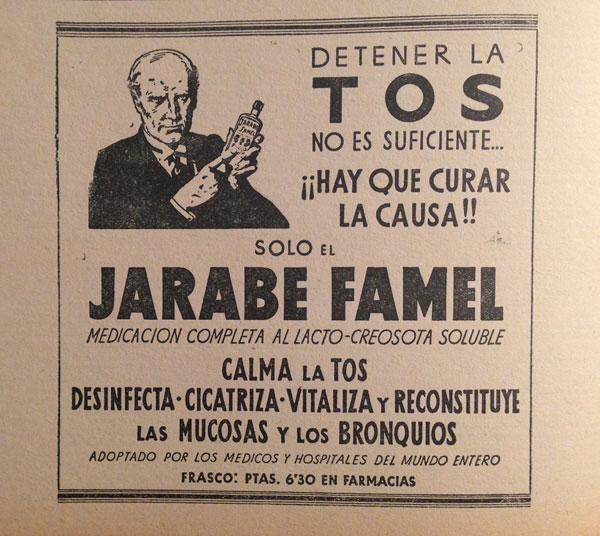 DETENER LA
TOS
NO ES SUFICIENTE...
¡¡HAY QUE CURAR
LA CAUSA!!
JARABE
FAMEL
SOLO EL
JARABE FAMEL
MEDICACION COMPLETA AL LACTO-CREOSOTA SOLUBLE
CALMA LA TOS
DESINFECTA·CICATRIZA·VITALIZA Y RECONSTITUYE
LAS MUCOSAS Y LOS BRONQUIOS
ADOPTADO POR LOS MEDICOS Y HOSPITALES DEL MUNDO ENTERO
FRASCO: PTAS. 6'30 EN FARMACIAS